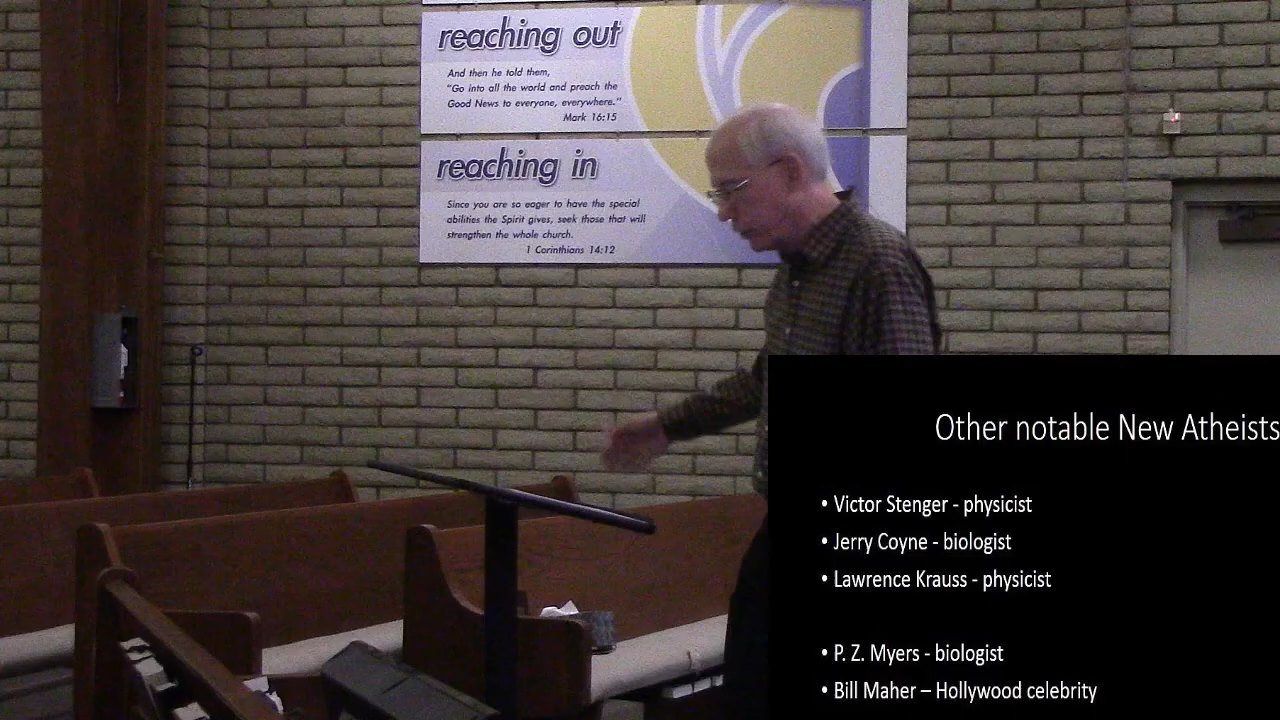 reaching out
And then he told them,
"Go into all the world and preach the
Good News to everyone, everywhere."
Mark 16:15
reaching in
Since you are so eager to have the special
abilities the Spirit gives, seek those that will
strengthen the whole church.
1 Corinthians 14:12
Other notable New Atheists
• Victor Stenger - physicist
• Jerry Coyne - biologist
• Lawrence Krauss - physicist
• P. Z. Myers - biologist
• Bill Maher – Hollywood celebrity